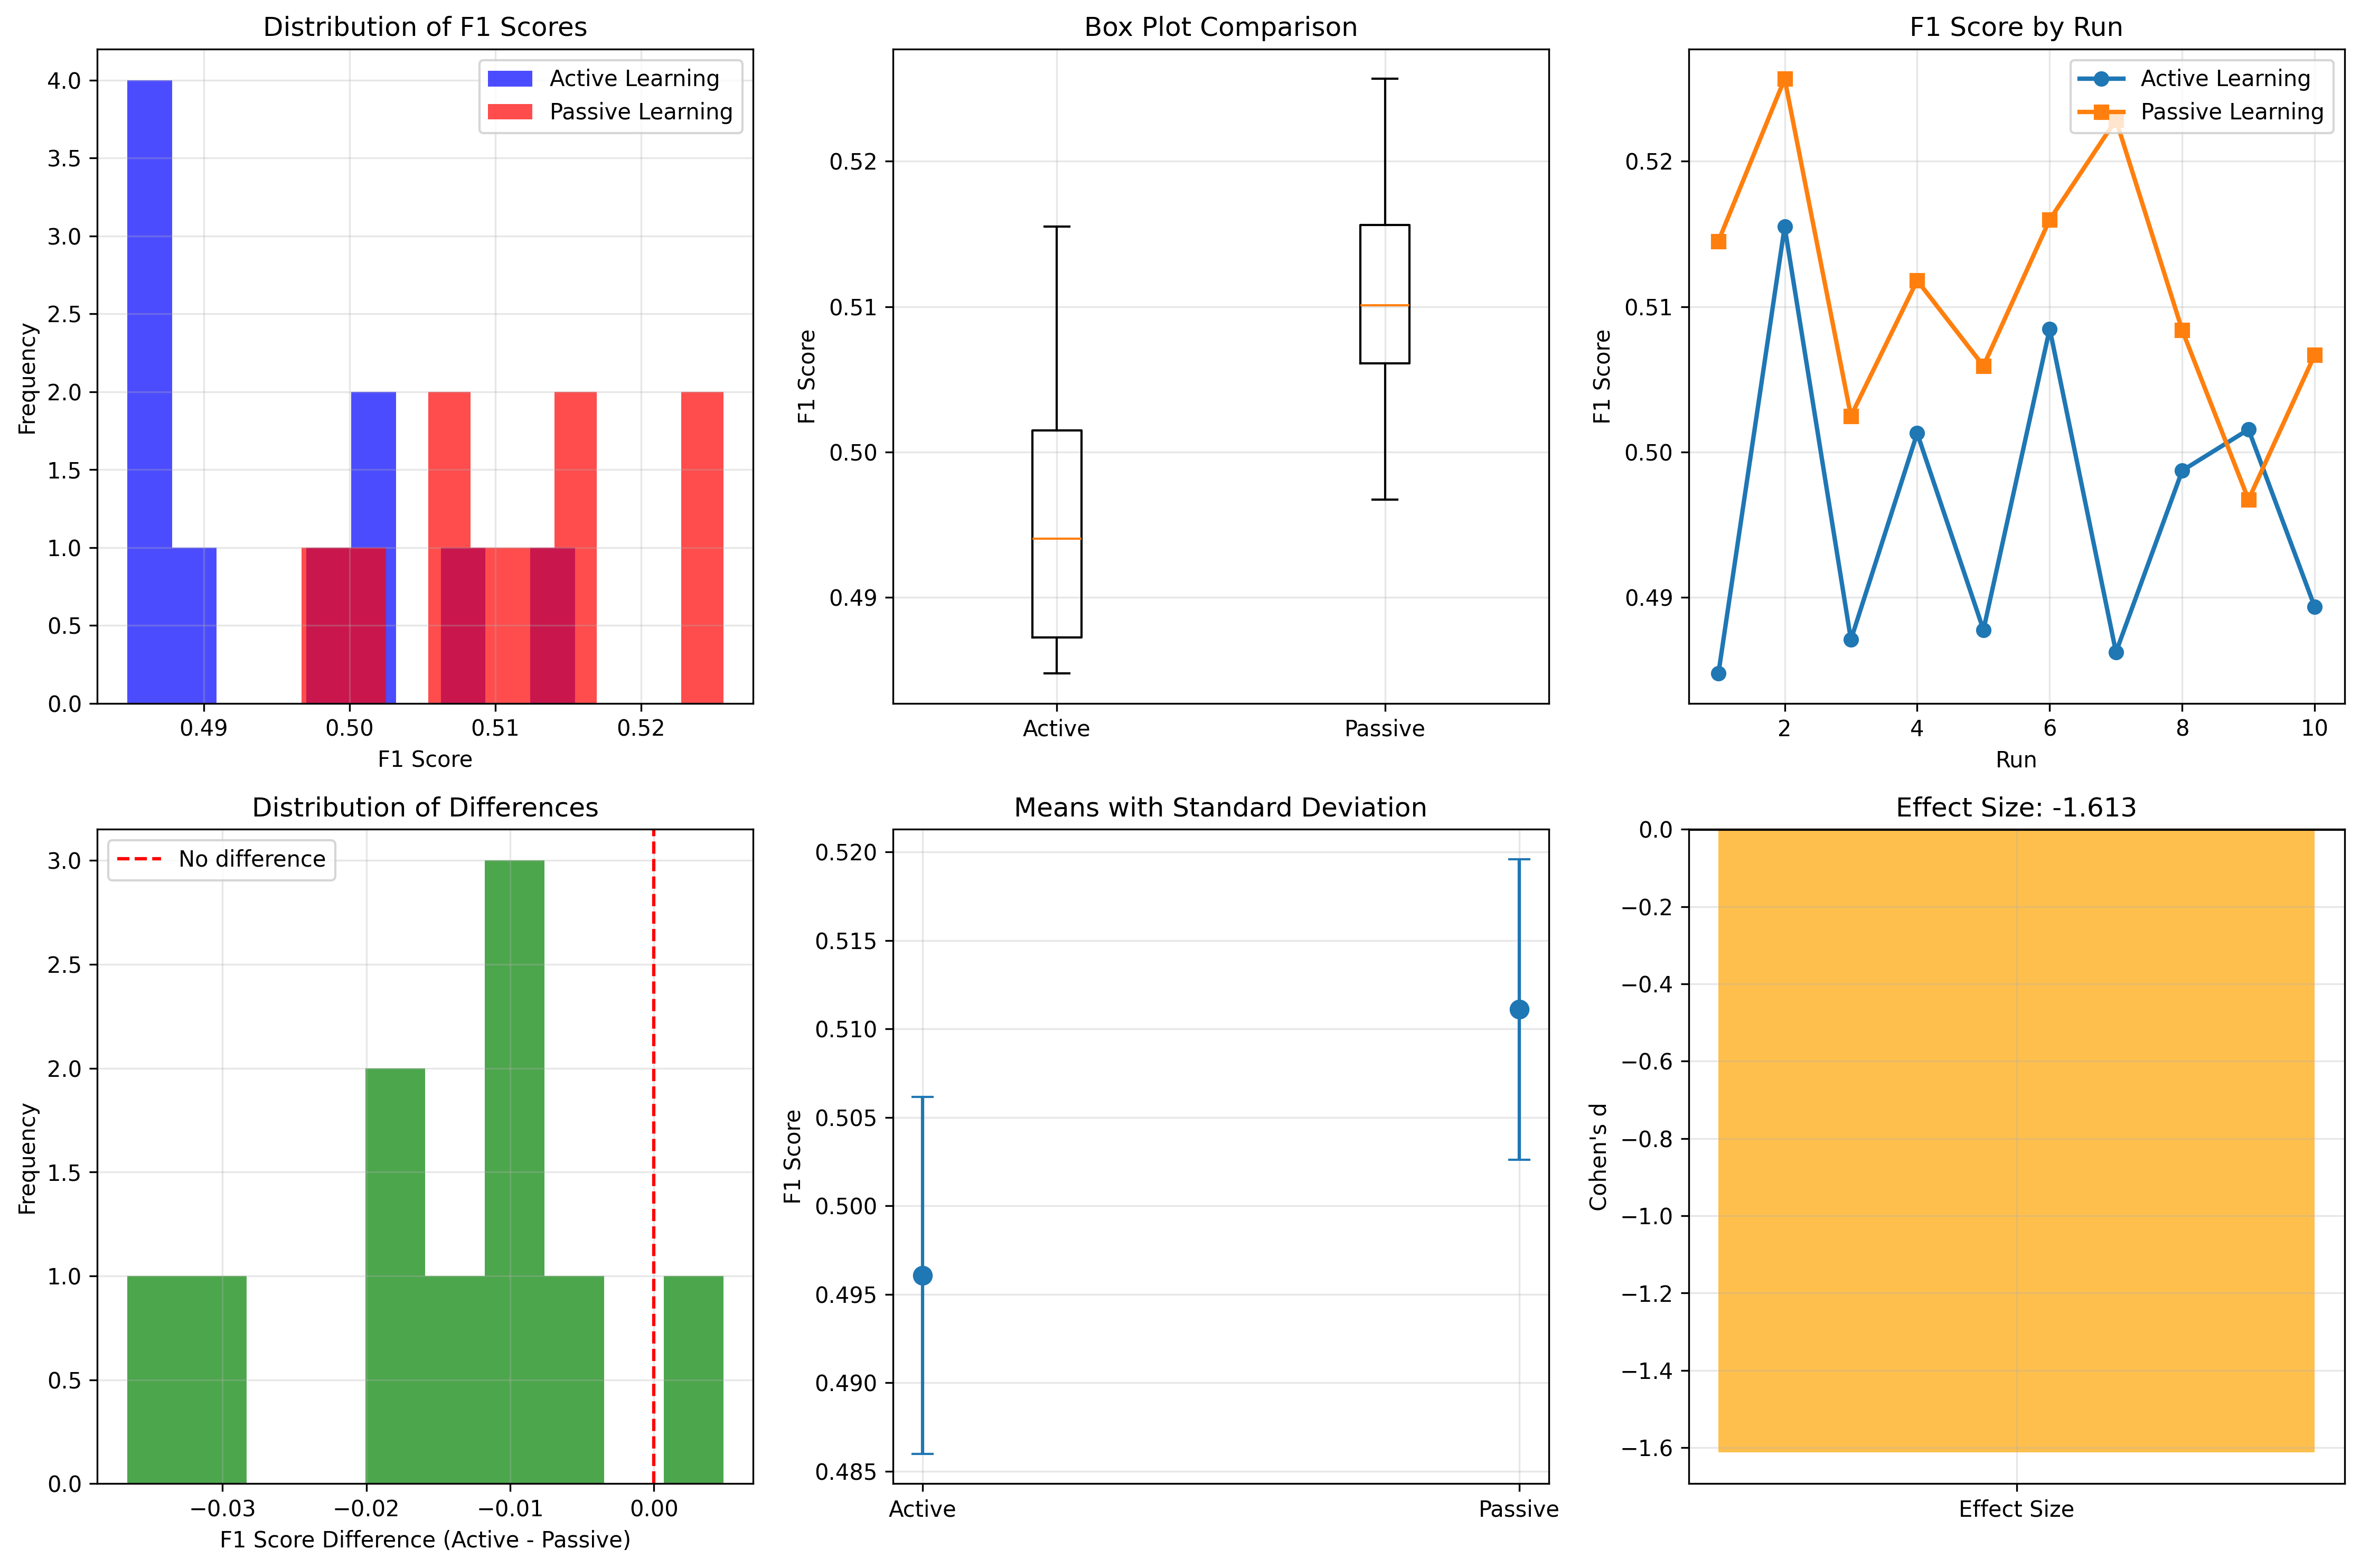 Distribution of F1 Scores
Active Learning
Passive Learning
4.0
3.5
3.0
2.5
2.0
1.5
1.0
0.5
0.0
Frequency
0.49 0.50 0.51 0.52
F1 Score
Box Plot Comparison
0.52
0.51
0.50
0.49
F1 Score
Active Passive
F1 Score by Run
Active Learning
Passive Learning
0.52
0.51
0.50
0.49
F1 Score
2 4 6 8 10
Run
Distribution of Differences
No difference
3.0
2.5
2.0
1.5
1.0
0.5
0.0
Frequency
−0.03 −0.02 −0.01 0.00
F1 Score Difference (Active - Passive)
Means with Standard Deviation
0.520
0.515
0.510
0.505
0.500
0.495
0.490
0.485
F1 Score
Active Passive
Effect Size: -1.613
0.0
−0.2
−0.4
−0.6
−0.8
−1.0
−1.2
−1.4
−1.6
Cohen's d
Effect Size